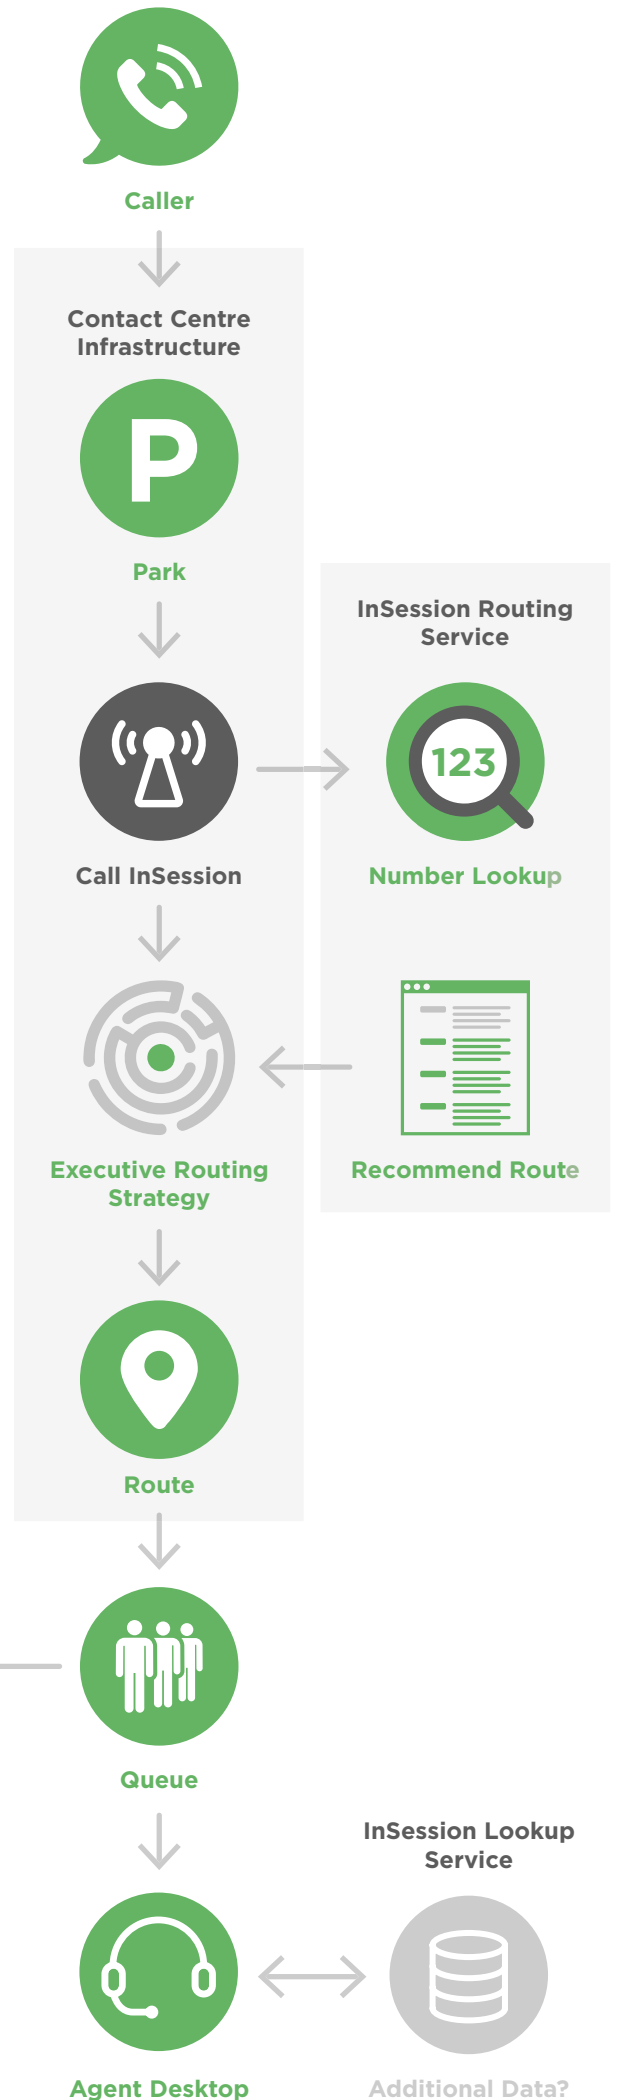 Caller
Contact Centre
Infrastructure
P
Park
InSession Routing
Service
123
Call InSession
Number Lookup
Executive Routing
Strategy
Recommend Route
Route
Queue
InSession Lookup
Service
Agent Desktop
Additional Data?